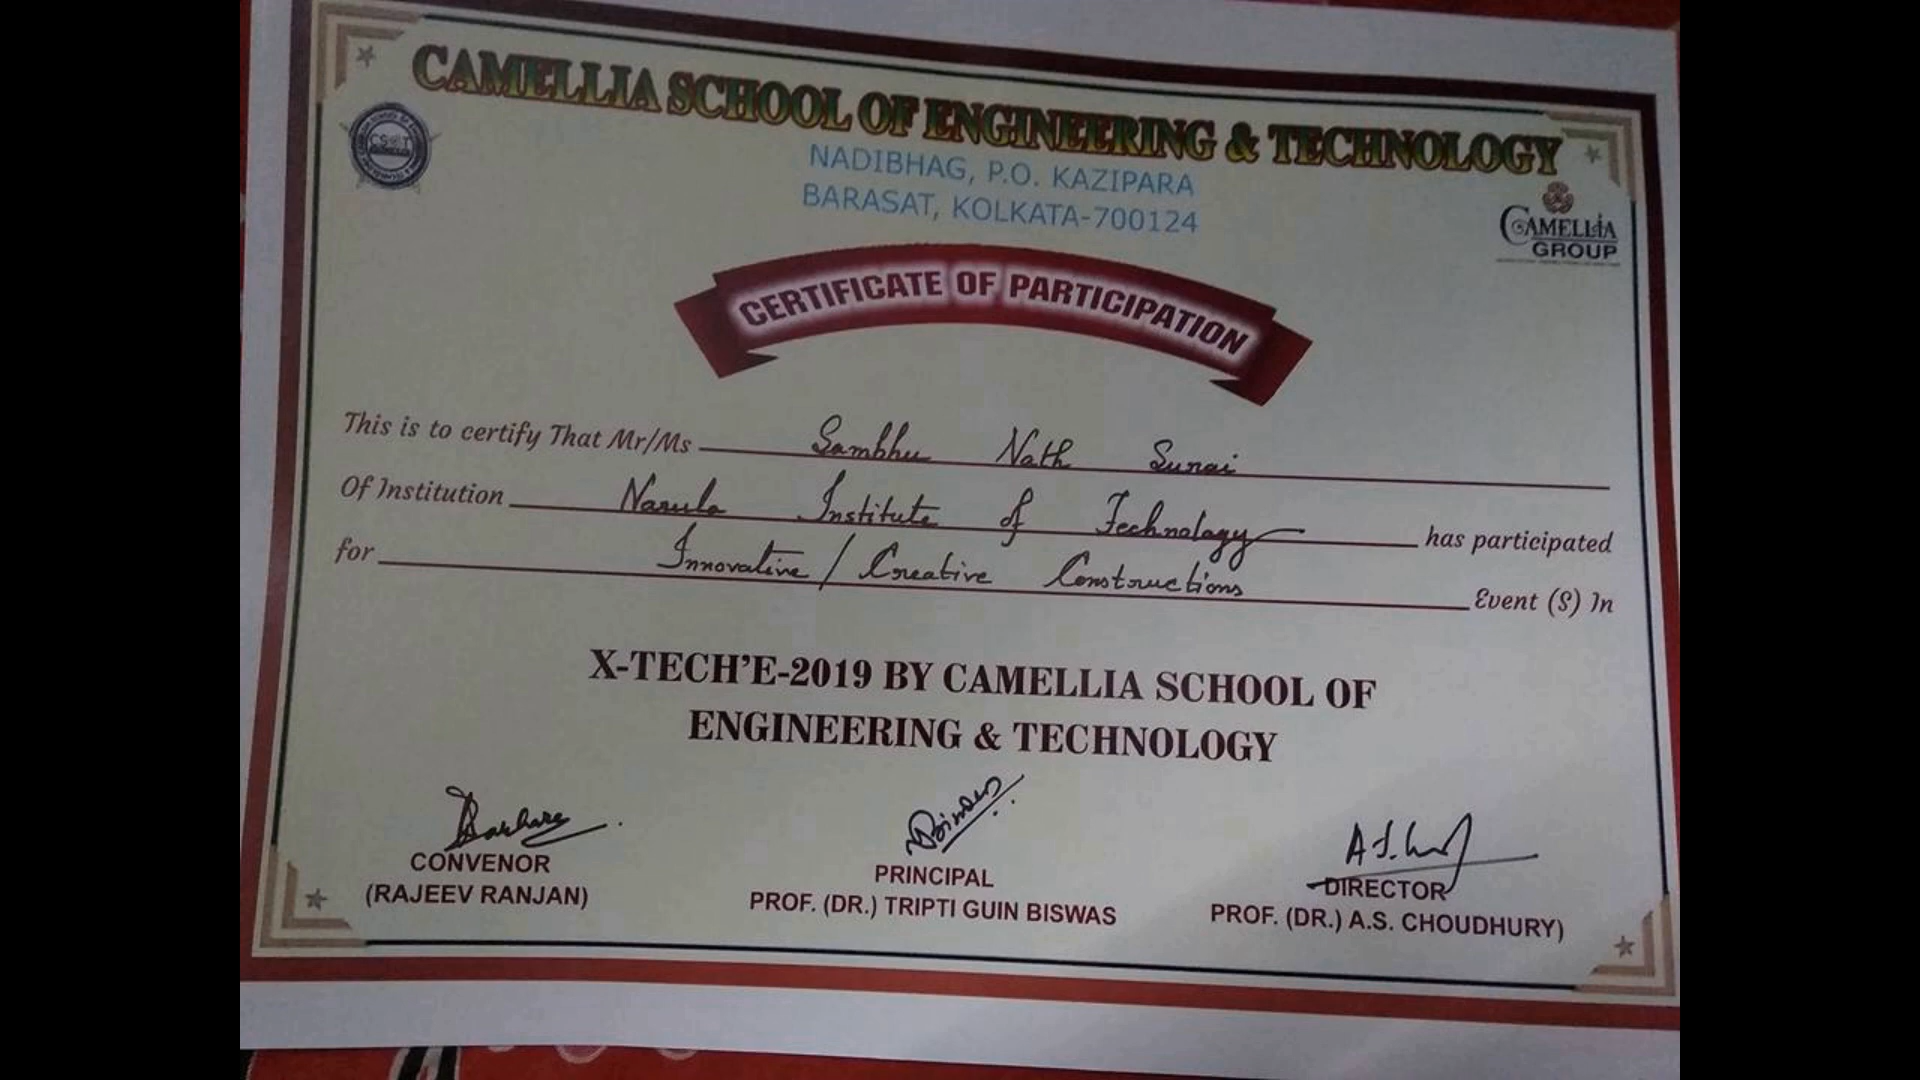 CAMELLIA SCHOOL OF ENGINEERING & TECHNOLOGY
NADIBHAG, P.O. KAZIPARA
BARASAT, KOLKATA-700124
CAMELLIA
GROUP
CERTIFICATE OF PARTICIPATION
This is to certify That Mr/Ms Sambhu Nath Sunai
Of Institution Narula Institute of Technology has participated
for Innovative / Creative Constructions Event (S) In
X-TECH'E-2019 BY CAMELLIA SCHOOL OF
ENGINEERING & TECHNOLOGY
CONVENOR
(RAJEEV RANJAN)
PRINCIPAL
PROF. (DR.) TRIPTI GUIN BISWAS
DIRECTOR
PROF. (DR.) A.S. CHOUDHURY)